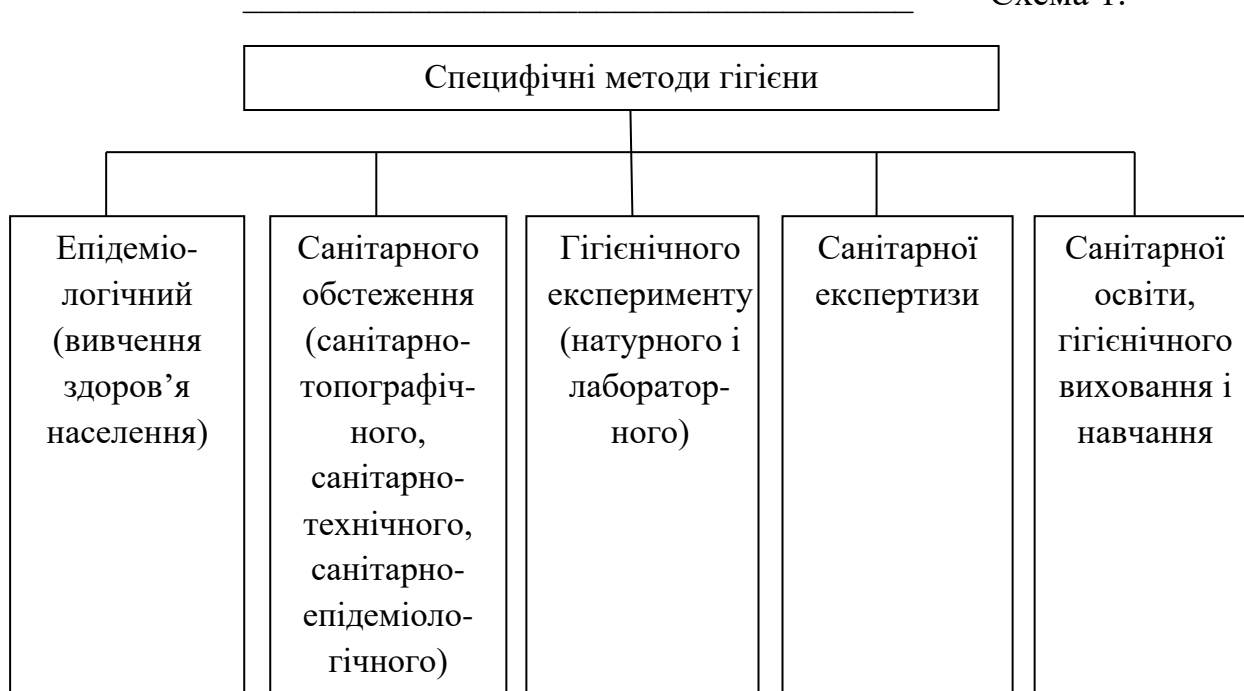 Схема 1.
Специфічні методи гігієни
Епідеміо-
логічний
(вивчення
здоров’я
населення)
Санітарного
обстеження
(санітарно-
топографіч-
ного,
санітарно-
технічного,
санітарно-
епідеміоло-
гічного)
Гігієнічного
експерименту
(натурного і
лаборатор-
ного)
Санітарної
експертизи
Санітарної
освіти,
гігієнічного
виховання і
навчання